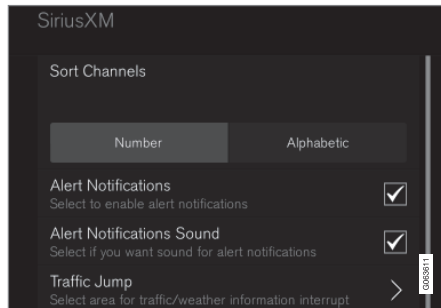 SiriusXM
Sort Channels
Number
Alphabetic
Alert Notifications
Select to enable alert notifications
Alert Notifications Sound
Select if you want sound for alert notifications
Traffic Jump
Select area for traffic/weather information interrupt
G063611